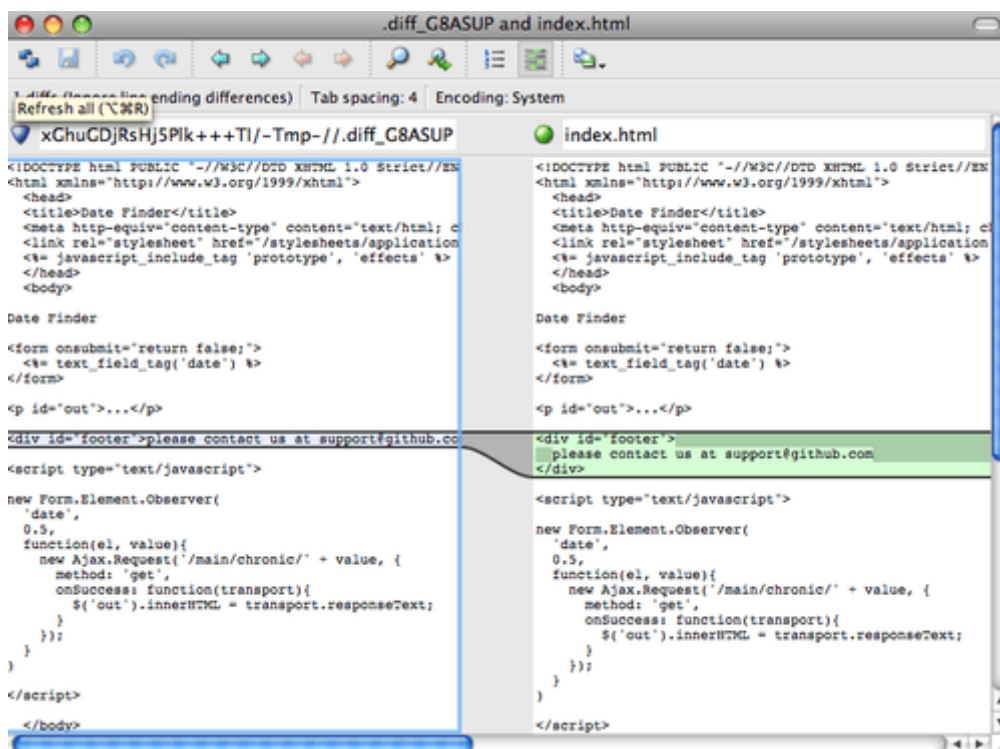 .diff_G8ASUP and index.html
1 diffs (Ignore line ending differences) Tab spacing: 4 Encoding: System
Refresh all (⌥⌘R)
xGhuGDjRsHj5Plk+++TI/-Tmp-//.diff_G8ASUP
<!DOCTYPE html PUBLIC "-//W3C//DTD XHTML 1.0 Strict//EN
<html xmlns="http://www.w3.org/1999/xhtml">
<head>
<title>Date Finder</title>
<meta http-equiv="content-type" content="text/html; c
<link rel="stylesheet" href="/stylesheets/application
<%= javascript_include_tag 'prototype', 'effects' %>
</head>
<body>
Date Finder
<form onsubmit="return false;">
<%= text_field_tag('date') %>
</form>
<p id="out">...</p>
<div id="footer">please contact us at support@github.co
<script type="text/javascript">
new Form.Element.Observer(
'date',
0.5,
function(el, value){
new Ajax.Request('/main/chronic/' + value, {
method: 'get',
onSuccess: function(transport){
$('out').innerHTML = transport.responseText;
}
});
}
)
</script>
</body>
index.html
<!DOCTYPE html PUBLIC "-//W3C//DTD XHTML 1.0 Strict//EN
<html xmlns="http://www.w3.org/1999/xhtml">
<head>
<title>Date Finder</title>
<meta http-equiv="content-type" content="text/html; c
<link rel="stylesheet" href="/stylesheets/application
<%= javascript_include_tag 'prototype', 'effects' %>
</head>
<body>
Date Finder
<form onsubmit="return false;">
<%= text_field_tag('date') %>
</form>
<p id="out">...</p>
<div id="footer">
please contact us at support@github.com
</div>
<script type="text/javascript">
new Form.Element.Observer(
'date',
0.5,
function(el, value){
new Ajax.Request('/main/chronic/' + value, {
method: 'get',
onSuccess: function(transport){
$('out').innerHTML = transport.responseText;
}
});
}
)
</script>